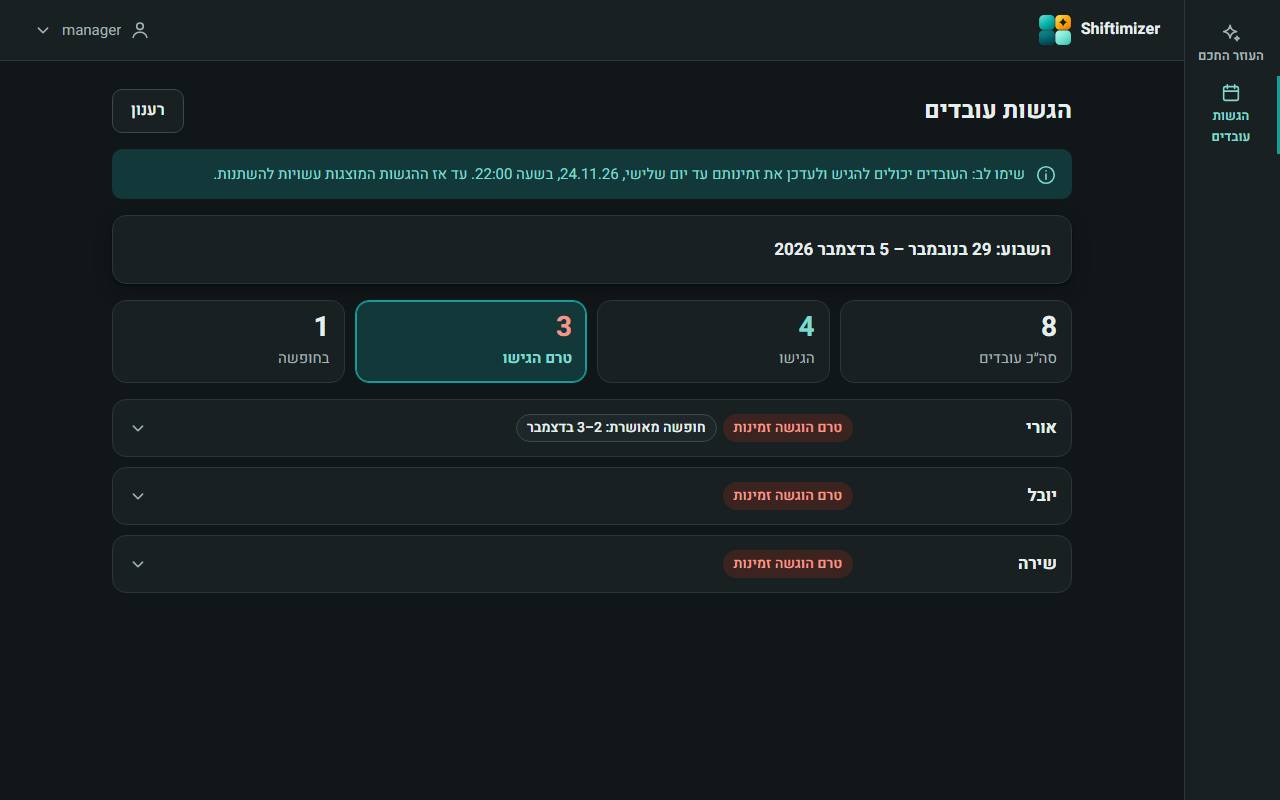 Shiftimizer
manager
העוזר החכם
הגשות
עובדים
הגשות עובדים
רענון
שימו לב: העובדים יכולים להגיש ולעדכן את זמינותם עד יום שלישי, 24.11.26, בשעה 22:00. עד אז ההגשות המוצגות עשויות להשתנות.
השבוע: 29 בנובמבר – 5 בדצמבר 2026
8
סה״כ עובדים
4
הגישו
3
טרם הגישו
1
בחופשה
אורי טרם הוגשה זמינות חופשה מאושרת: 2–3 בדצמבר
יובל טרם הוגשה זמינות
שירה טרם הוגשה זמינות